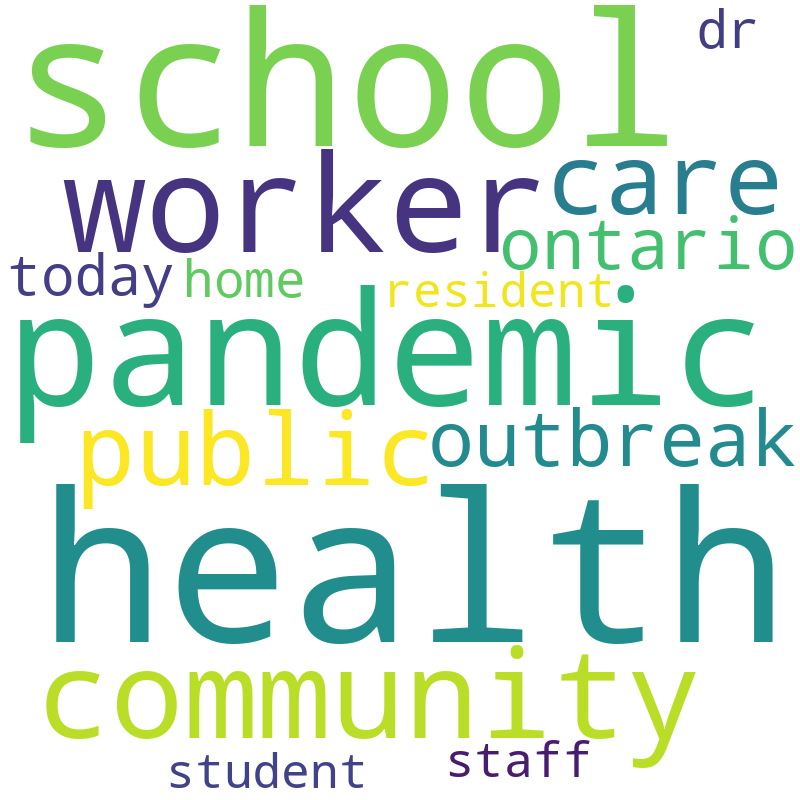 dr
school
worker
care
ontario
today
home
resident
pandemic
public
outbreak
health
community
student
staff